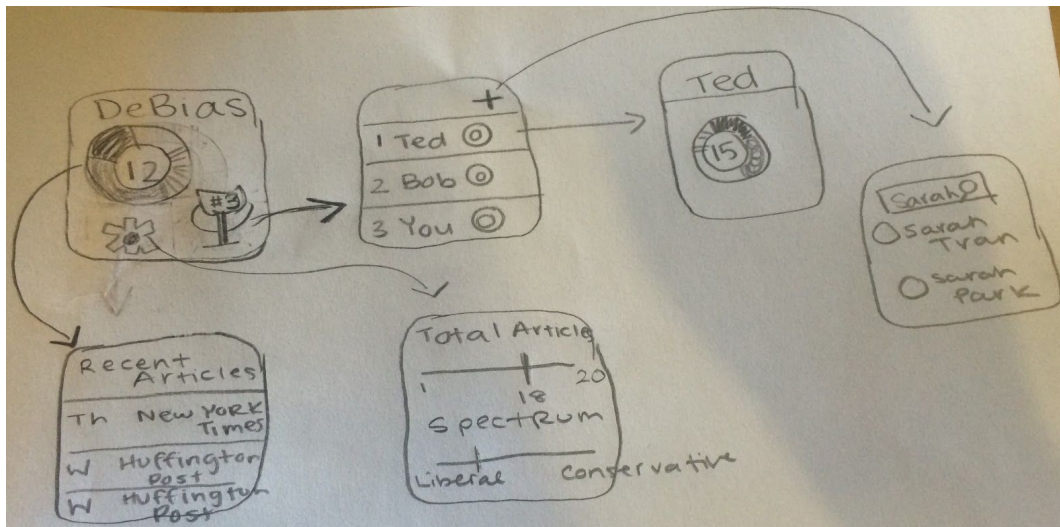 DeBias
12
#3
+
1 Ted
2 Bob
3 You
Ted
15
Sarah
Sarah
Tran
Sarah
Park
Recent
Articles
Th New York
Times
W Huffington
Post
W Huffington
Post
Total Articles
1 20
18
Spectrum
Liberal Conservative